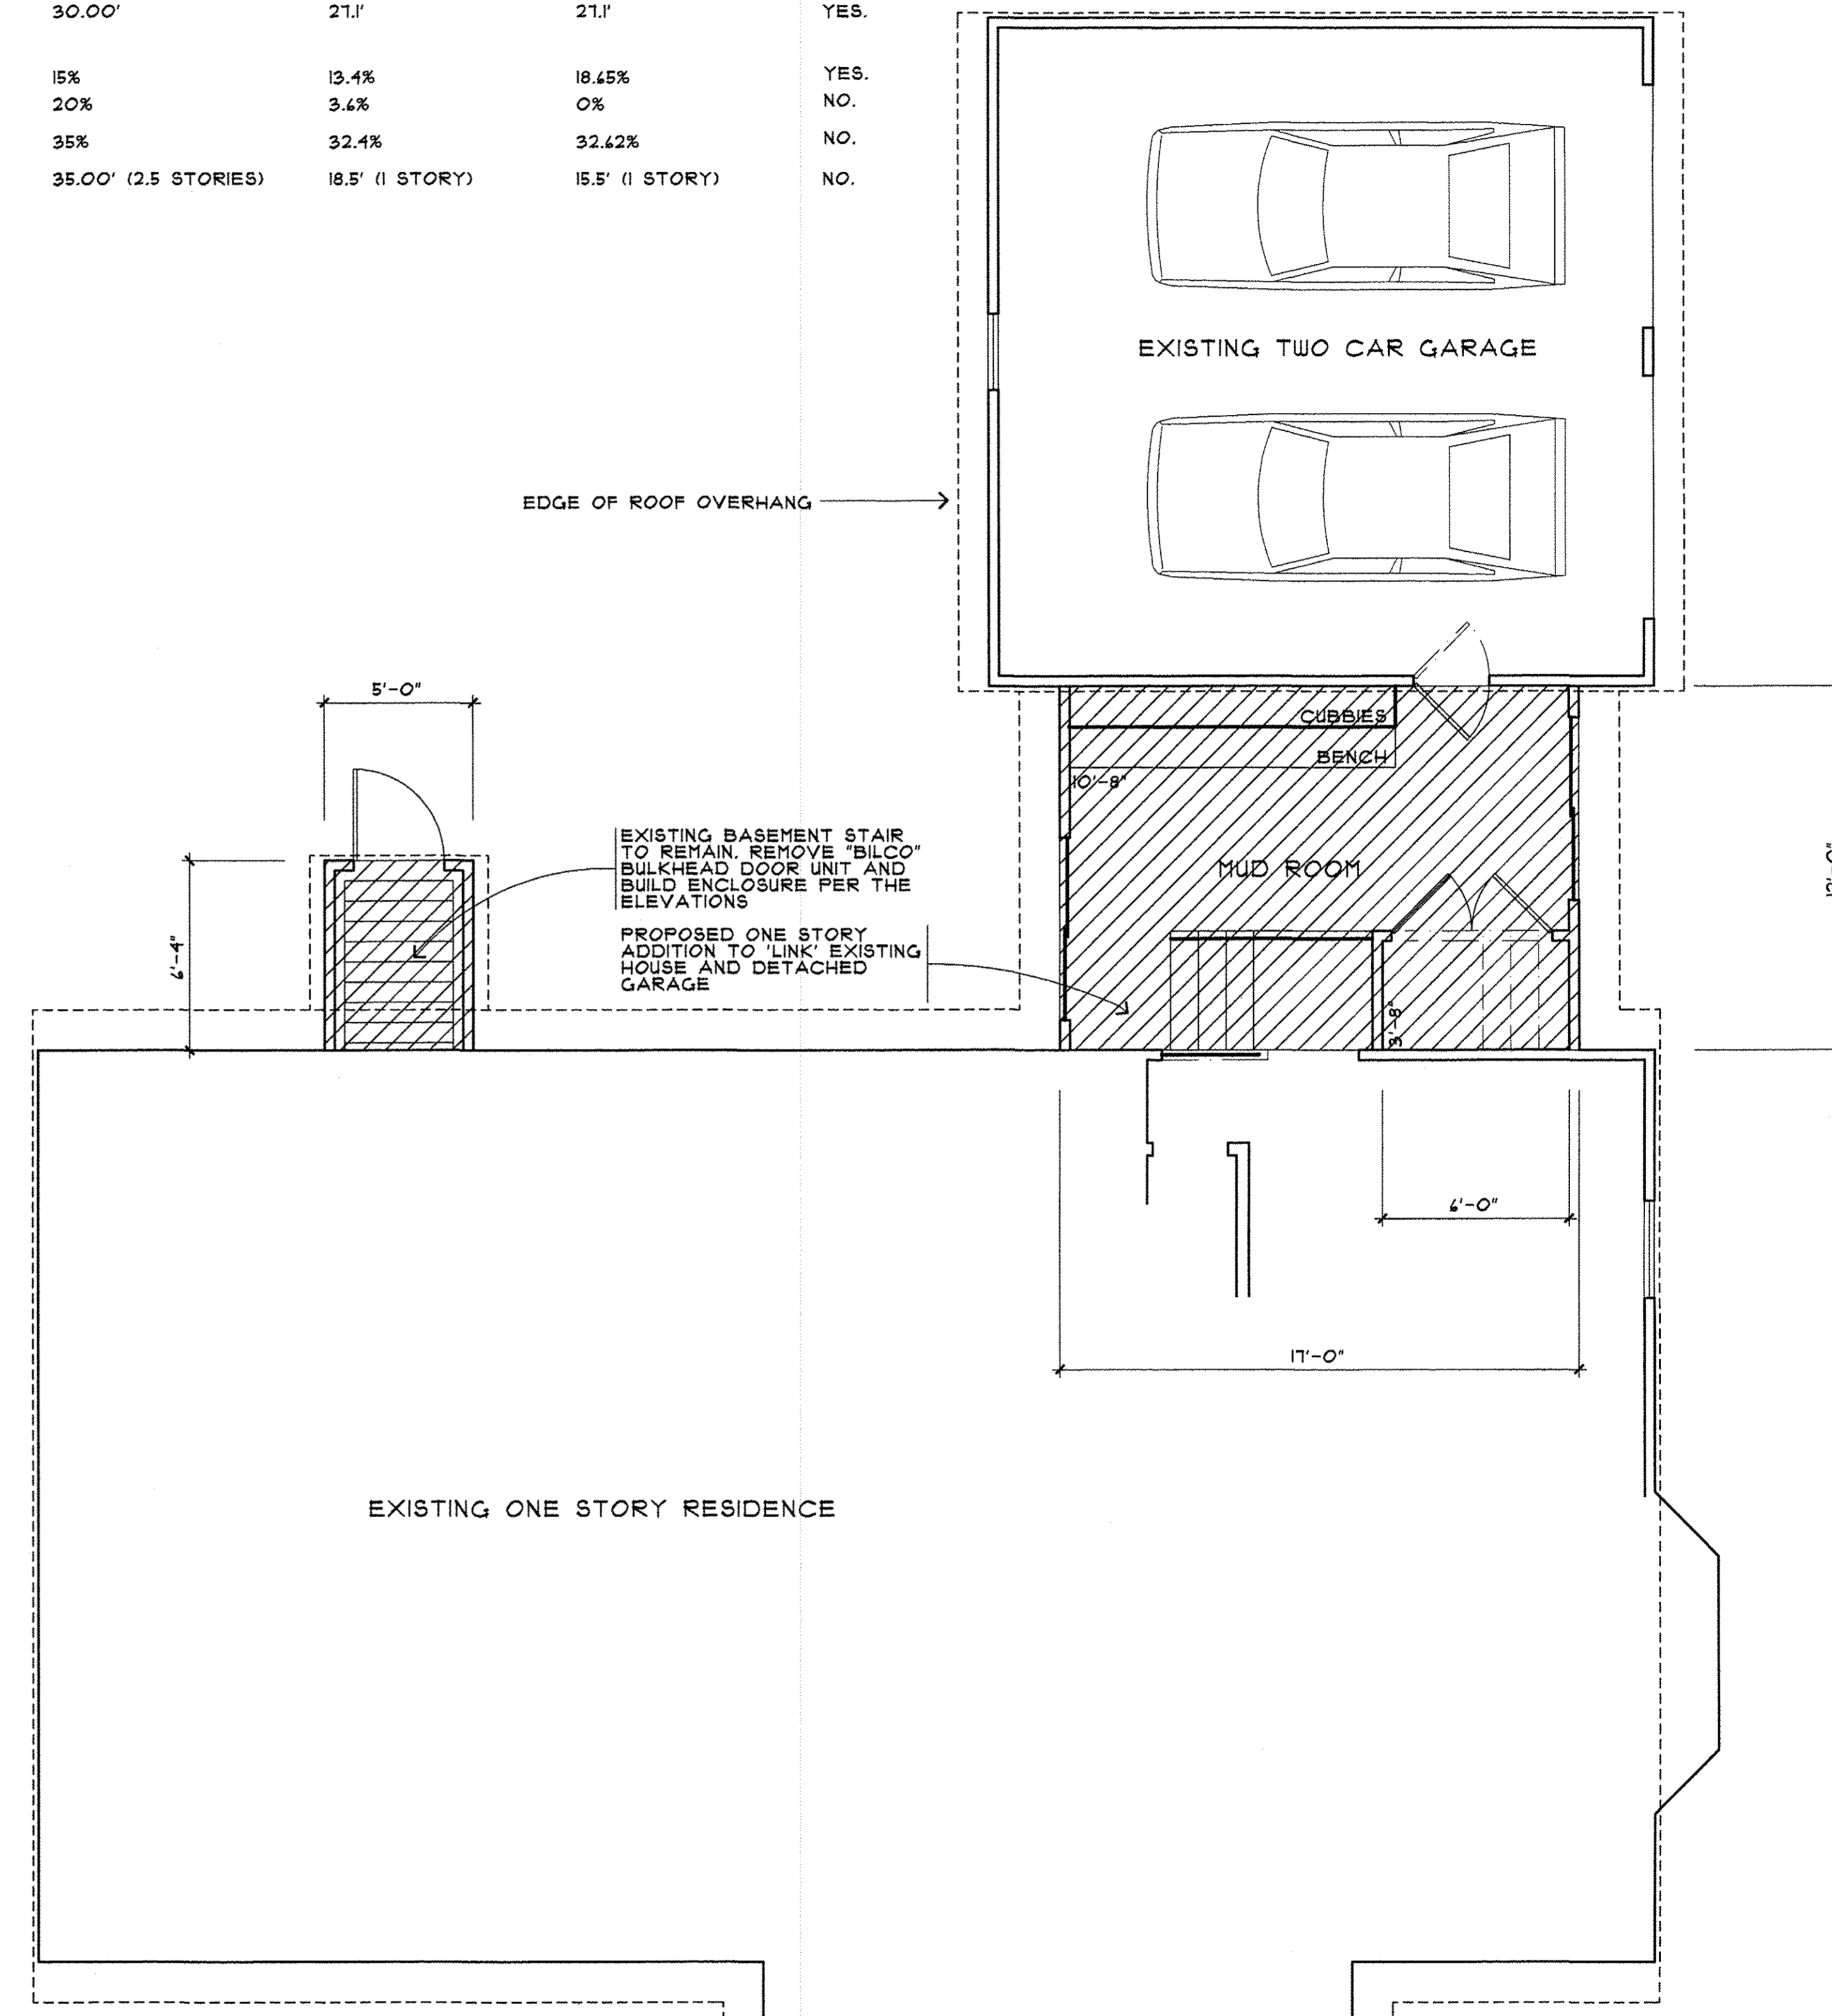 30.00' 27.1' 27.1' YES.
15% 13.4% 18.65% YES.
20% 3.6% 0% NO.
35% 32.4% 32.62% NO.
35.00' (2.5 STORIES) 18.5' (1 STORY) 15.5' (1 STORY) NO.
EXISTING TWO CAR GARAGE
EDGE OF ROOF OVERHANG
5'-0"
CUBBIES
BENCH
10'-8"
EXISTING BASEMENT STAIR
TO REMAIN. REMOVE "BILCO"
BULKHEAD DOOR UNIT AND
BUILD ENCLOSURE PER THE
ELEVATIONS
MUD ROOM
12'-0"
6'-4"
PROPOSED ONE STORY
ADDITION TO 'LINK' EXISTING
HOUSE AND DETACHED
GARAGE
3'-8"
6'-0"
17'-0"
EXISTING ONE STORY RESIDENCE